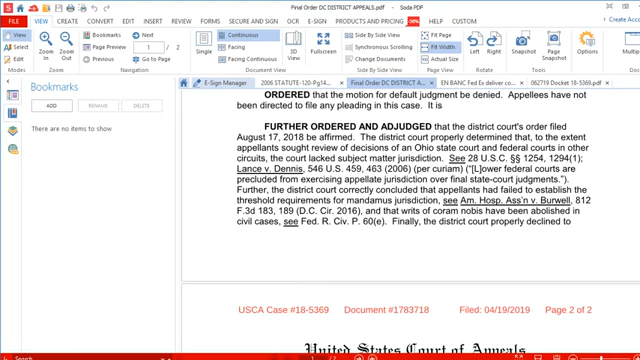 Final Order DC DISTRICT APPEALS.pdf - Soda PDF
FILE VIEW CREATE CONVERT EDIT INSERT REVIEW FORMS SECURE AND SIGN OCR E-SIGN PRODUCTS AND PRICING -50% HELP CUSTOM
View Zoom In Zoom Out Bookmarks Next Continuous 3D View Side By Side View Fit Page Left Right Snapshot Options
Select Page Preview 1 / 2 Facing Synchronous Scrolling Fit Width
Edit Previous Go to Page Facing Continuous Change Documents Actual Size
Modes Zoom Navigation Document View Side By Side View Page Fit Rotate Page Tools Settings
E-Sign Manager 2006 STATUTE-120-Pg14... Final Order DC DISTRICT A... EN BANC Fed Ex deliver co... 062719 Docket 18-5369.pdf
Bookmarks
ADD RENAME DELETE
There are no items to show
ORDERED that the motion for default judgment be denied. Appellees have not
been directed to file any pleading in this case. It is
FURTHER ORDERED AND ADJUDGED that the district court's order filed
August 17, 2018 be affirmed. The district court properly determined that, to the extent
appellants sought review of decisions of an Ohio state court and federal courts in other
circuits, the court lacked subject matter jurisdiction. See 28 U.S.C. §§ 1254, 1294(1);
Lance v. Dennis, 546 U.S. 459, 463 (2006) (per curiam) ("[L]ower federal courts are
precluded from exercising appellate jurisdiction over final state-court judgments.").
Further, the district court correctly concluded that appellants had failed to establish the
threshold requirements for mandamus jurisdiction, see Am. Hosp. Ass'n v. Burwell, 812
F.3d 183, 189 (D.C. Cir. 2016), and that writs of coram nobis have been abolished in
civil cases, see Fed. R. Civ. P. 60(e). Finally, the district court properly declined to
USCA Case #18-5369 Document #1783718 Filed: 04/19/2019 Page 2 of 2
United States Court of Appeals
Search